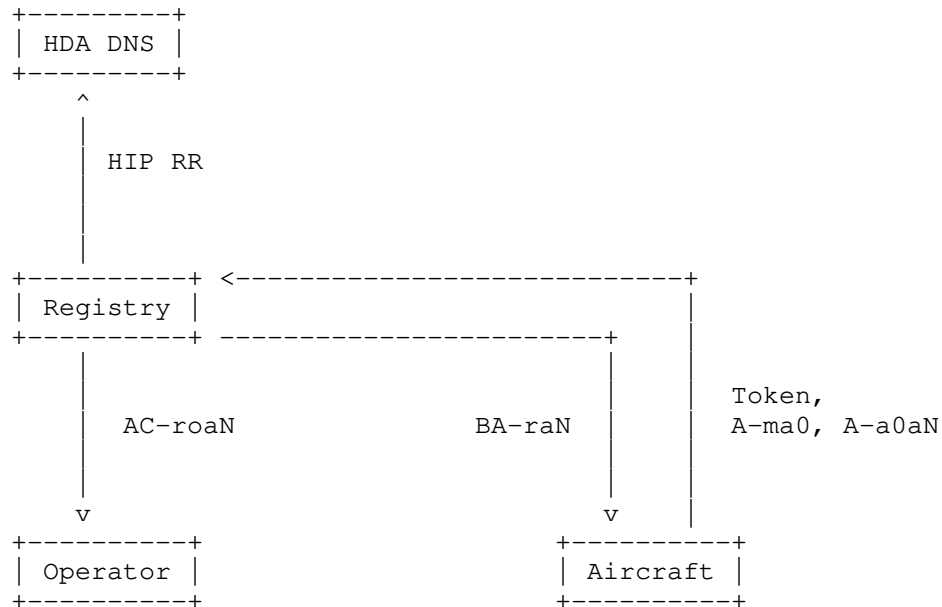 HDA DNS
HIP RR
Registry
Token,
AC-roaN BA-raN A-ma0, A-a0aN
Operator Aircraft